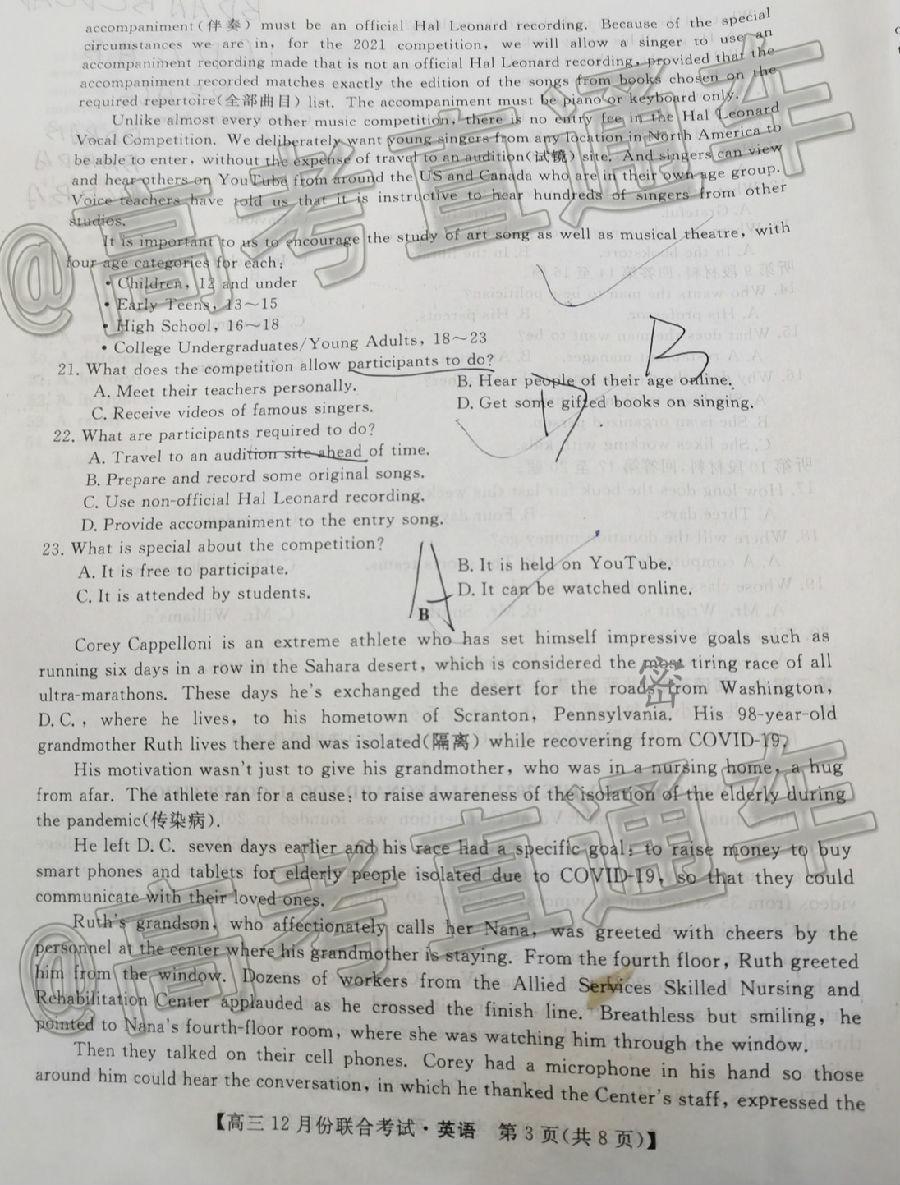 accompaniment(伴奏) must be an official Hal Leonard recording. Because of the special
circumstances we are in, for the 2021 competition, we will allow a singer to use an
accompaniment recording made that is not an official Hal Leonard recording, provided that the
accompaniment recorded matches exactly the edition of the songs from books chosen on the
required repertoire(全部曲目) list. The accompaniment must be piano or keyboard only.
Unlike almost every other music competition, there is no entry fee in the Hal Leonard
Vocal Competition. We deliberately want young singers from any location in North America to
be able to enter, without the expense of travel to an audition(试镜) site. And singers can view
and hear others on YouTube from around the US and Canada who are in their own age group.
Voice teachers have told us that it is instructive to hear hundreds of singers from other
studies.
It is important to us to encourage the study of art song as well as musical theatre, with
four age categories for each:
• Children, 12 and under
• Early Teens, 13~15
• High School, 16~18
• College Undergraduates/Young Adults, 18~23
21. What does the competition allow participants to do?
A. Meet their teachers personally.
B. Hear people of their age online.
C. Receive videos of famous singers.
D. Get some gifted books on singing.
B
22. What are participants required to do?
A. Travel to an audition site ahead of time.
B. Prepare and record some original songs.
C. Use non-official Hal Leonard recording.
D. Provide accompaniment to the entry song.
D
23. What is special about the competition?
A. It is free to participate.
B. It is held on YouTube.
C. It is attended by students.
D. It can be watched online.
A
B
Corey Cappelloni is an extreme athlete who has set himself impressive goals such as
running six days in a row in the Sahara desert, which is considered the most tiring race of all
ultra-marathons. These days he's exchanged the desert for the roads from Washington,
D.C., where he lives, to his hometown of Scranton, Pennsylvania. His 98-year-old
grandmother Ruth lives there and was isolated(隔离) while recovering from COVID-19.
密
His motivation wasn't just to give his grandmother, who was in a nursing home, a hug
from afar. The athlete ran for a cause: to raise awareness of the isolation of the elderly during
the pandemic(传染病).
He left D.C. seven days earlier and his race had a specific goal: to raise money to buy
smart phones and tablets for elderly people isolated due to COVID-19, so that they could
communicate with their loved ones.
Ruth's grandson, who affectionately calls her Nana, was greeted with cheers by the
personnel at the center where his grandmother is staying. From the fourth floor, Ruth greeted
him from the window. Dozens of workers from the Allied Services Skilled Nursing and
Rehabilitation Center applauded as he crossed the finish line. Breathless but smiling, he
pointed to Nana's fourth-floor room, where she was watching him through the window.
Then they talked on their cell phones. Corey had a microphone in his hand so those
around him could hear the conversation, in which he thanked the Center's staff, expressed the
【高三12月份联合考试·英语 第3页(共8页)】
@高考直通车
@高考直通车